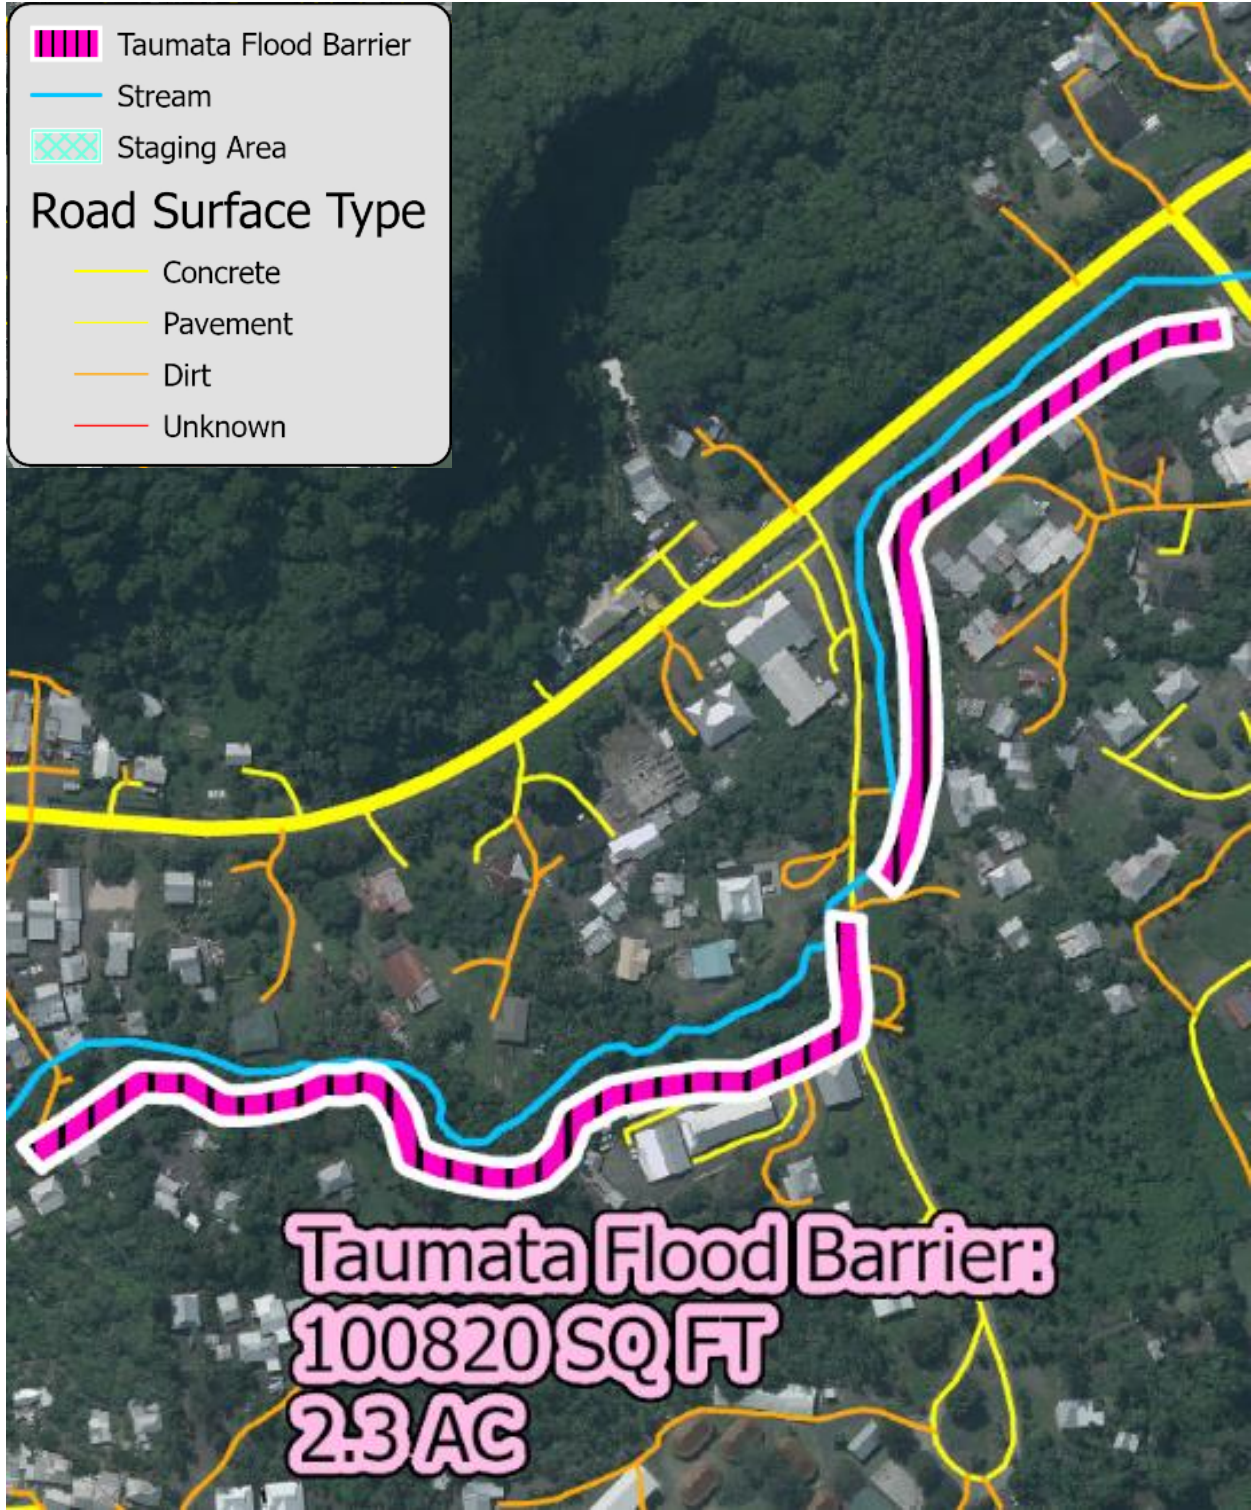 Taumata Flood Barrier
Stream
Staging Area
Road Surface Type
Concrete
Pavement
Dirt
Unknown
Taumata Flood Barrier:
100820 SQ FT
2.3 AC